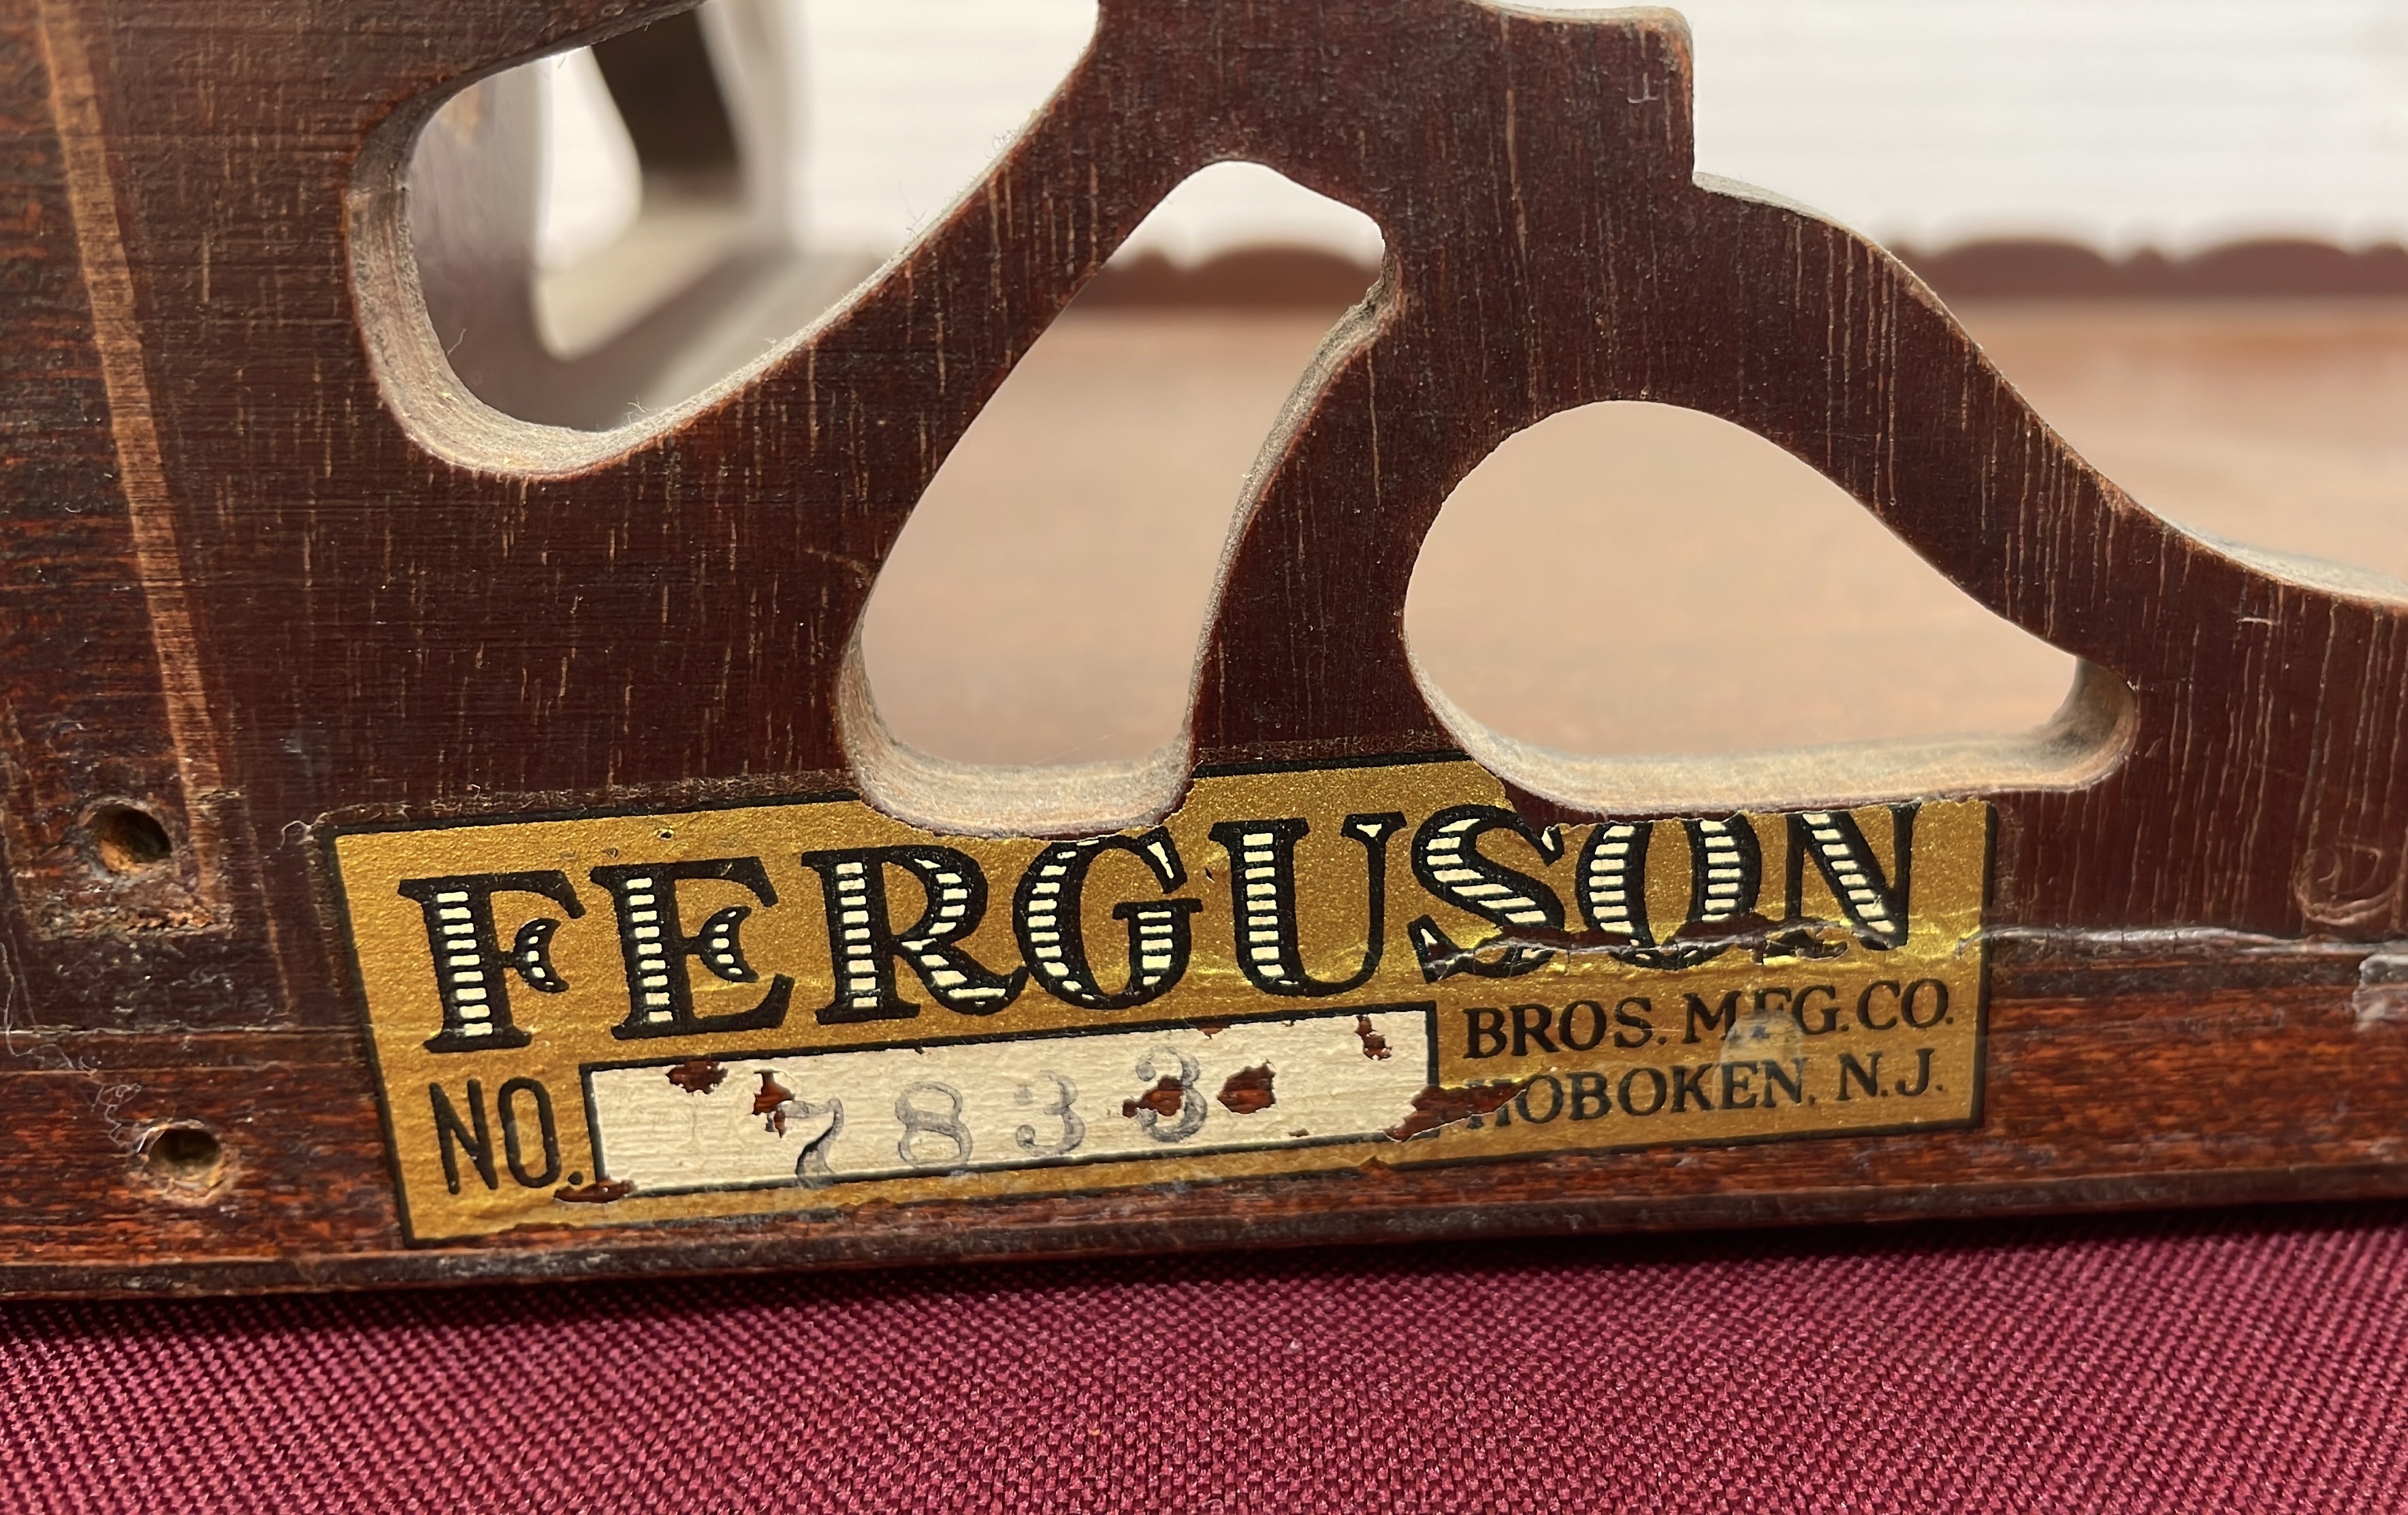 FERGUSON
BROS. MFG. CO.
HOBOKEN, N.J.
NO. 7833